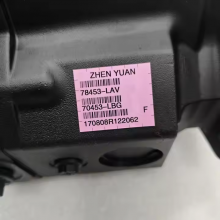 ZHEN YUAN
78453-LAV
70453-LBG F
170808R122062